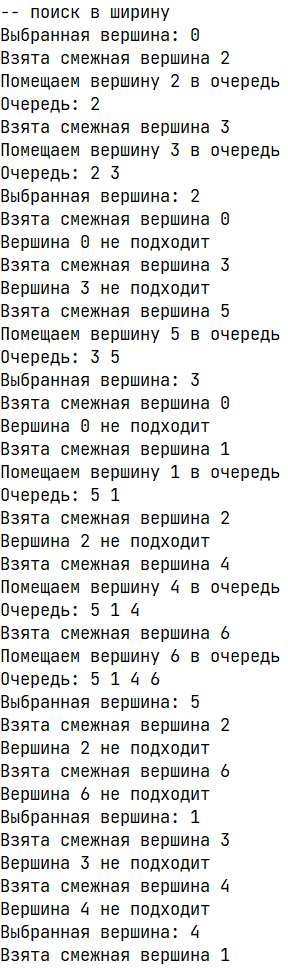 -- поиск в ширину
Выбранная вершина: 0
Взята смежная вершина 2
Помещаем вершину 2 в очередь
Очередь: 2
Взята смежная вершина 3
Помещаем вершину 3 в очередь
Очередь: 2 3
Выбранная вершина: 2
Взята смежная вершина 0
Вершина 0 не подходит
Взята смежная вершина 3
Вершина 3 не подходит
Взята смежная вершина 5
Помещаем вершину 5 в очередь
Очередь: 3 5
Выбранная вершина: 3
Взята смежная вершина 0
Вершина 0 не подходит
Взята смежная вершина 1
Помещаем вершину 1 в очередь
Очередь: 5 1
Взята смежная вершина 2
Вершина 2 не подходит
Взята смежная вершина 4
Помещаем вершину 4 в очередь
Очередь: 5 1 4
Взята смежная вершина 6
Помещаем вершину 6 в очередь
Очередь: 5 1 4 6
Выбранная вершина: 5
Взята смежная вершина 2
Вершина 2 не подходит
Взята смежная вершина 6
Вершина 6 не подходит
Выбранная вершина: 1
Взята смежная вершина 3
Вершина 3 не подходит
Взята смежная вершина 4
Вершина 4 не подходит
Выбранная вершина: 4
Взята смежная вершина 1